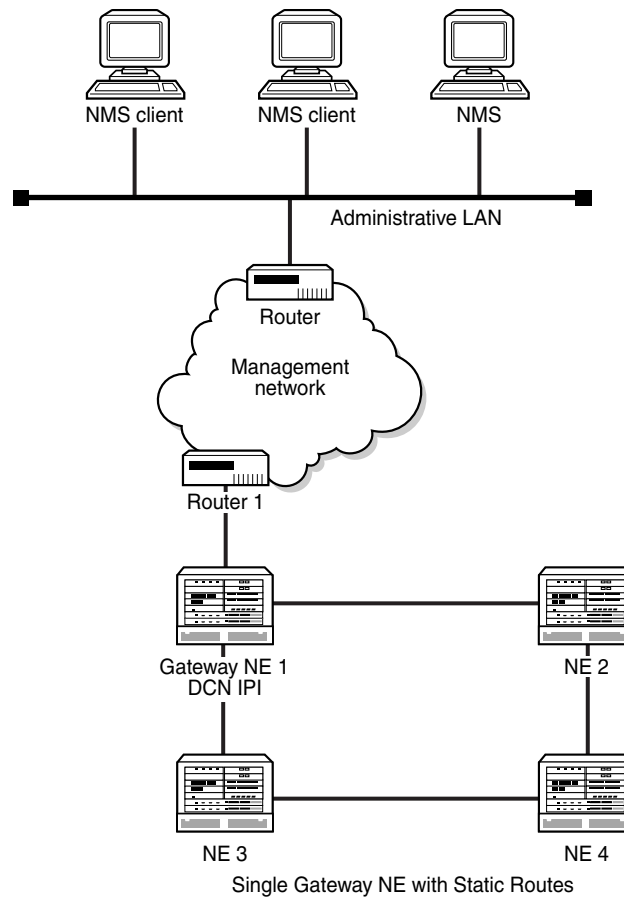 NMS client
NMS client
NMS
Administrative LAN
Router
Management
network
Router 1
Gateway NE 1
DCN IPI
NE 2
NE 3
NE 4
Single Gateway NE with Static Routes